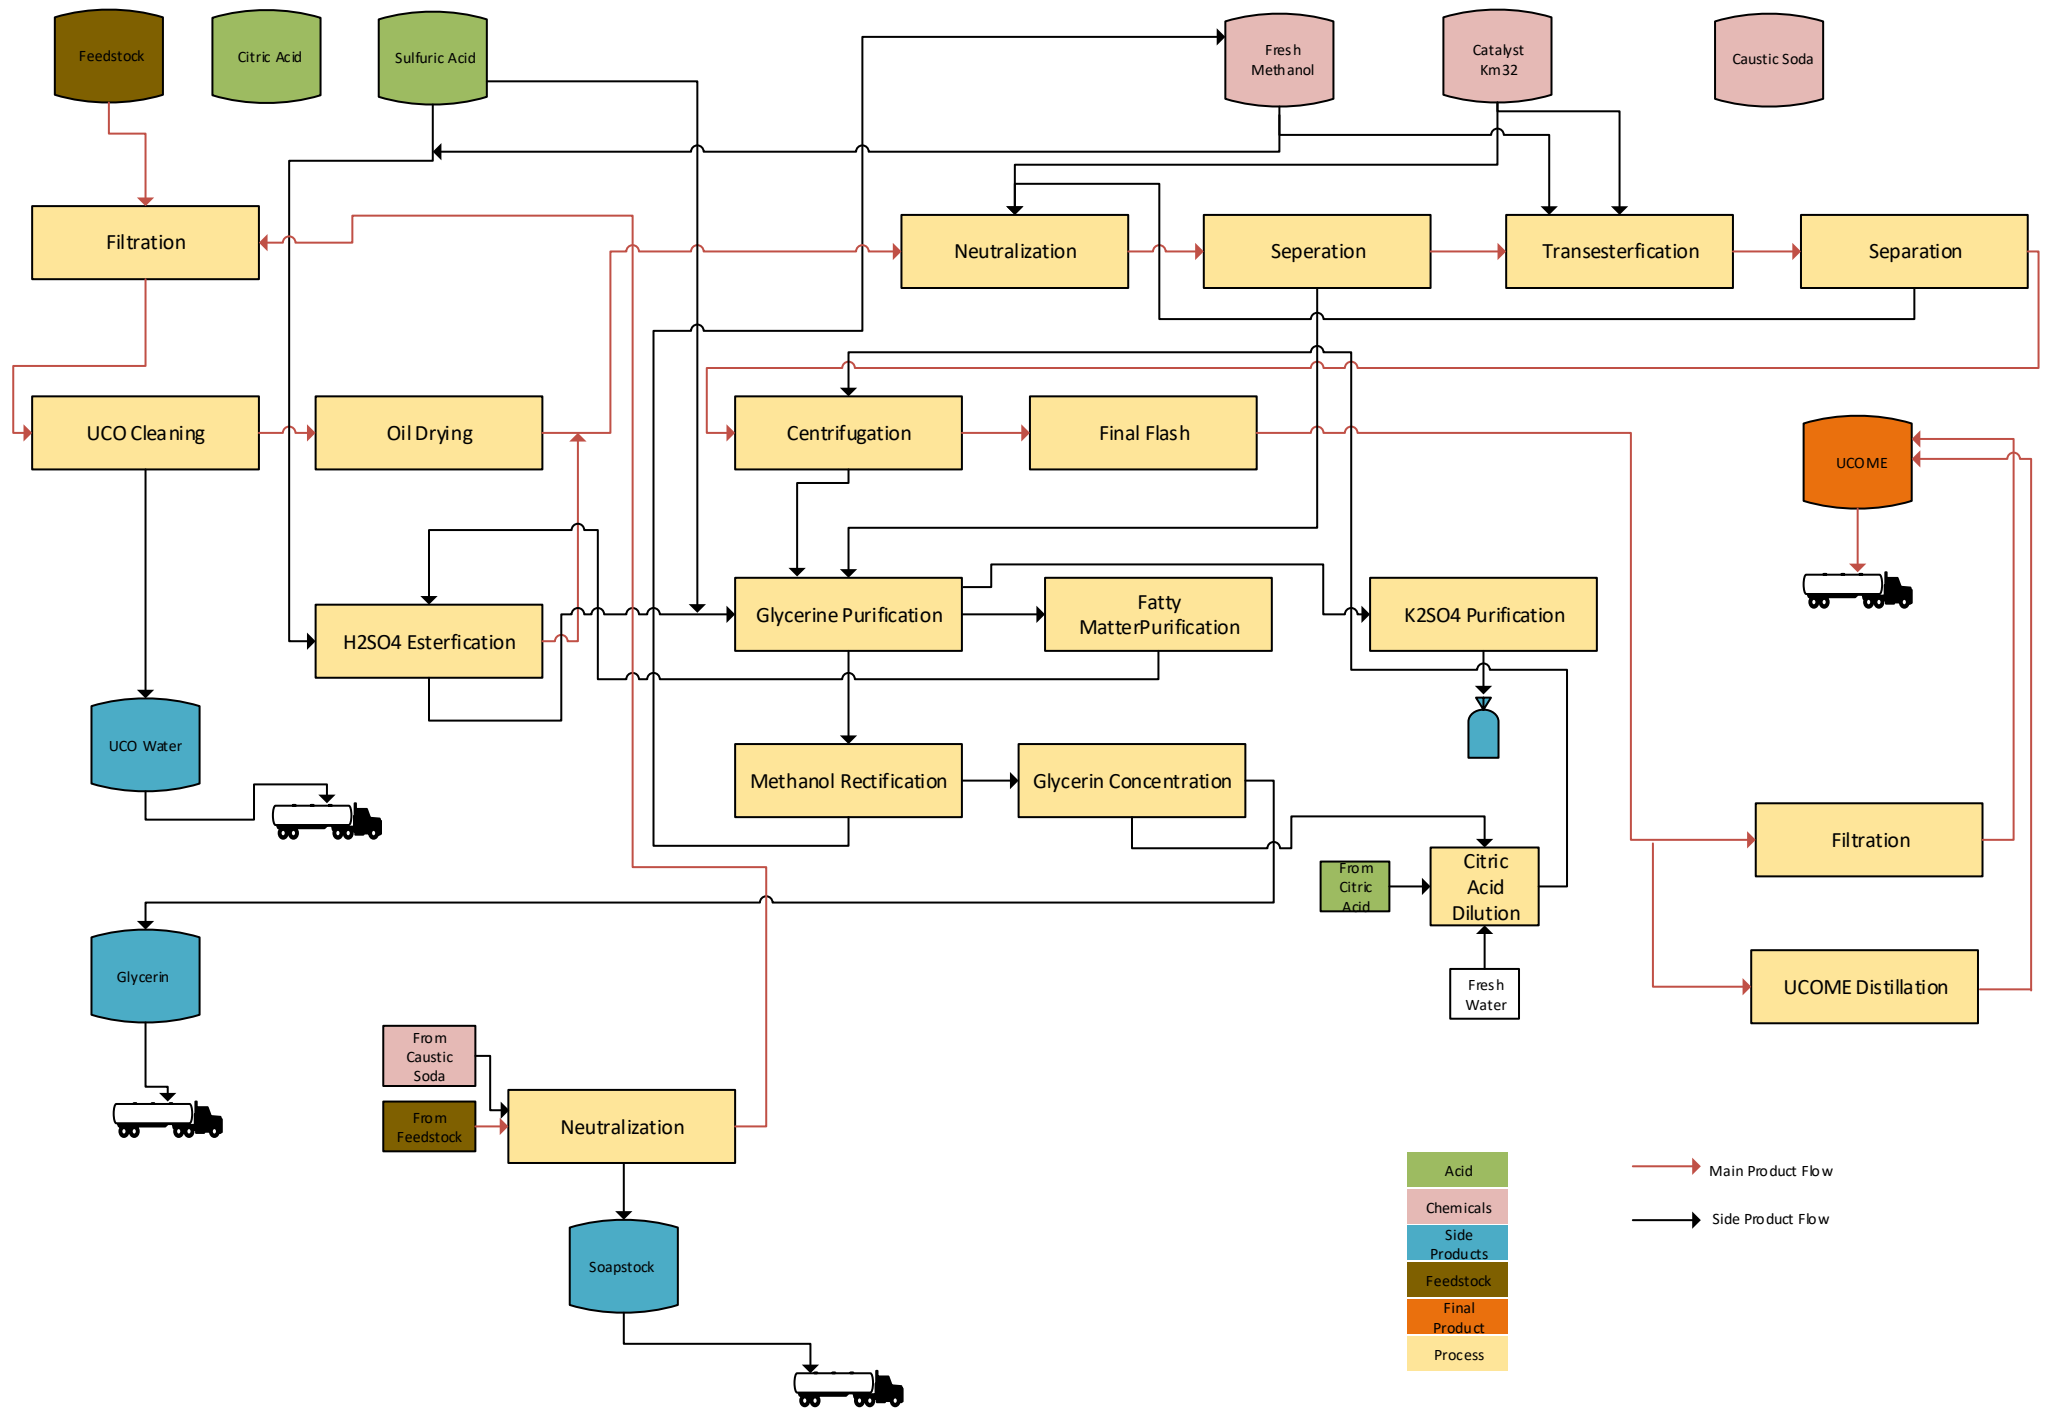 Feedstock
Citric Acid
Sulfuric Acid
Fresh
Methanol
Catalyst
Km32
Caustic Soda
Filtration
Neutralization
Seperation
Transesterfication
Separation
UCO Cleaning
Oil Drying
Centrifugation
Final Flash
UCOME
H2SO4 Esterfication
Glycerine Purification
Fatty
MatterPurification
K2SO4 Purification
UCO Water
Methanol Rectification
Glycerin Concentration
Filtration
From
Citric
Acid
Citric
Acid
Dilution
Glycerin
Fresh
Water
UCOME Distillation
From
Caustic
Soda
From
Feedstock
Neutralization
Soapstock
Acid
Chemicals
Side
Products
Feedstock
Final
Product
Process
Main Product Flow
Side Product Flow